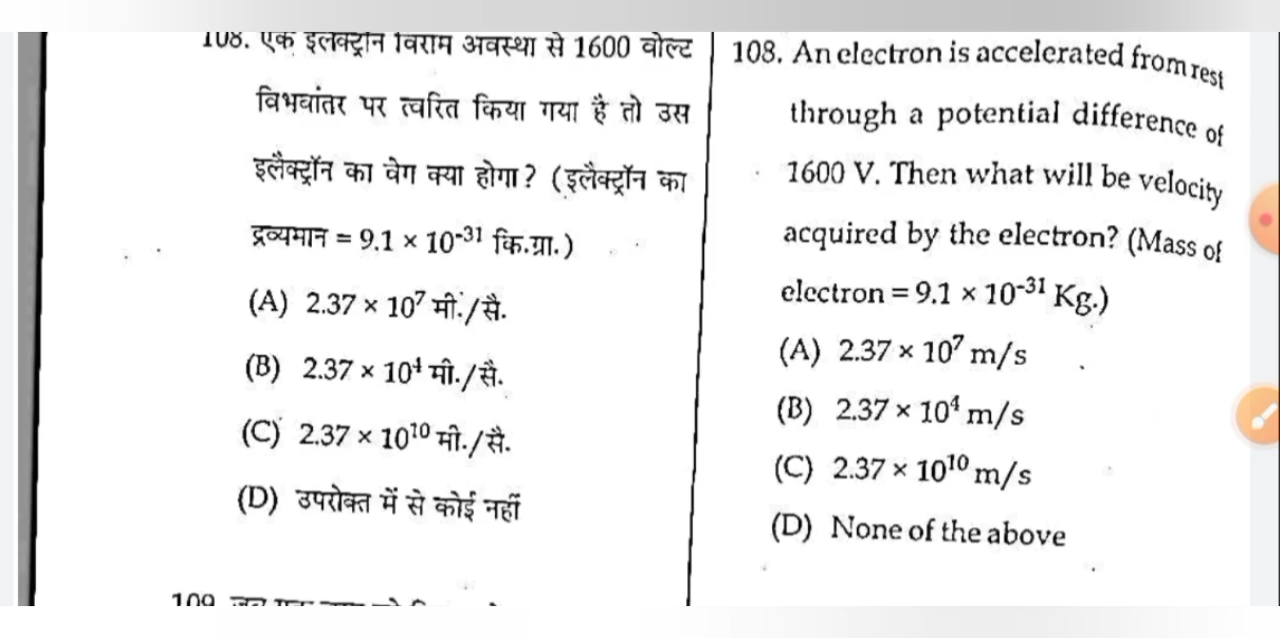 108. एक इलेक्ट्रॉन विराम अवस्था से 1600 वोल्ट
विभवांतर पर त्वरित किया गया है तो उस
इलैक्ट्रॉन का वेग क्या होगा? (इलैक्ट्रॉन का
द्रव्यमान = 9.1 × 10⁻³¹ कि.ग्रा.)
(A) 2.37 × 10⁷ मी./सै.
(B) 2.37 × 10⁴ मी./सै.
(C) 2.37 × 10¹⁰ मी./सै.
(D) उपरोक्त में से कोई नहीं
109
108. An electron is accelerated from rest
through a potential difference of
1600 V. Then what will be velocity
acquired by the electron? (Mass of
electron = 9.1 × 10⁻³¹ Kg.)
(A) 2.37 × 10⁷ m/s
(B) 2.37 × 10⁴ m/s
(C) 2.37 × 10¹⁰ m/s
(D) None of the above